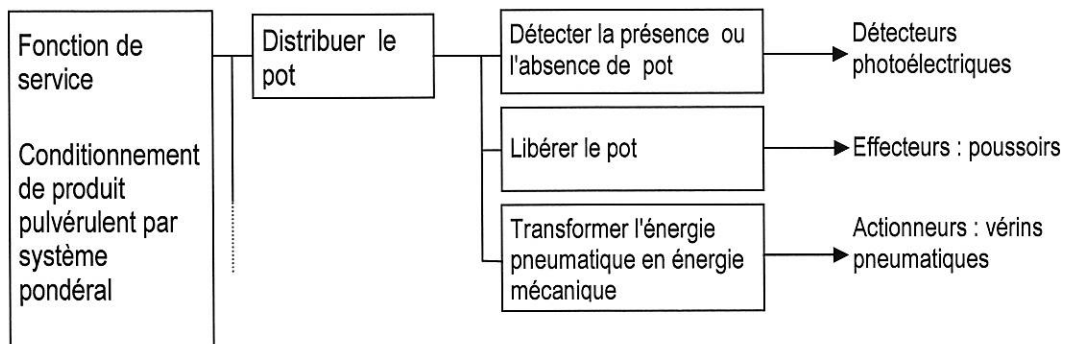 Fonction de
service
Conditionnement
de produit
pulvérulent par
système
pondéral
Distribuer le
pot
Détecter la présence ou
l'absence de pot
Détecteurs
photoélectriques
Libérer le pot
Effecteurs : poussoirs
Transformer l'énergie
pneumatique en énergie
mécanique
Actionneurs : vérins
pneumatiques